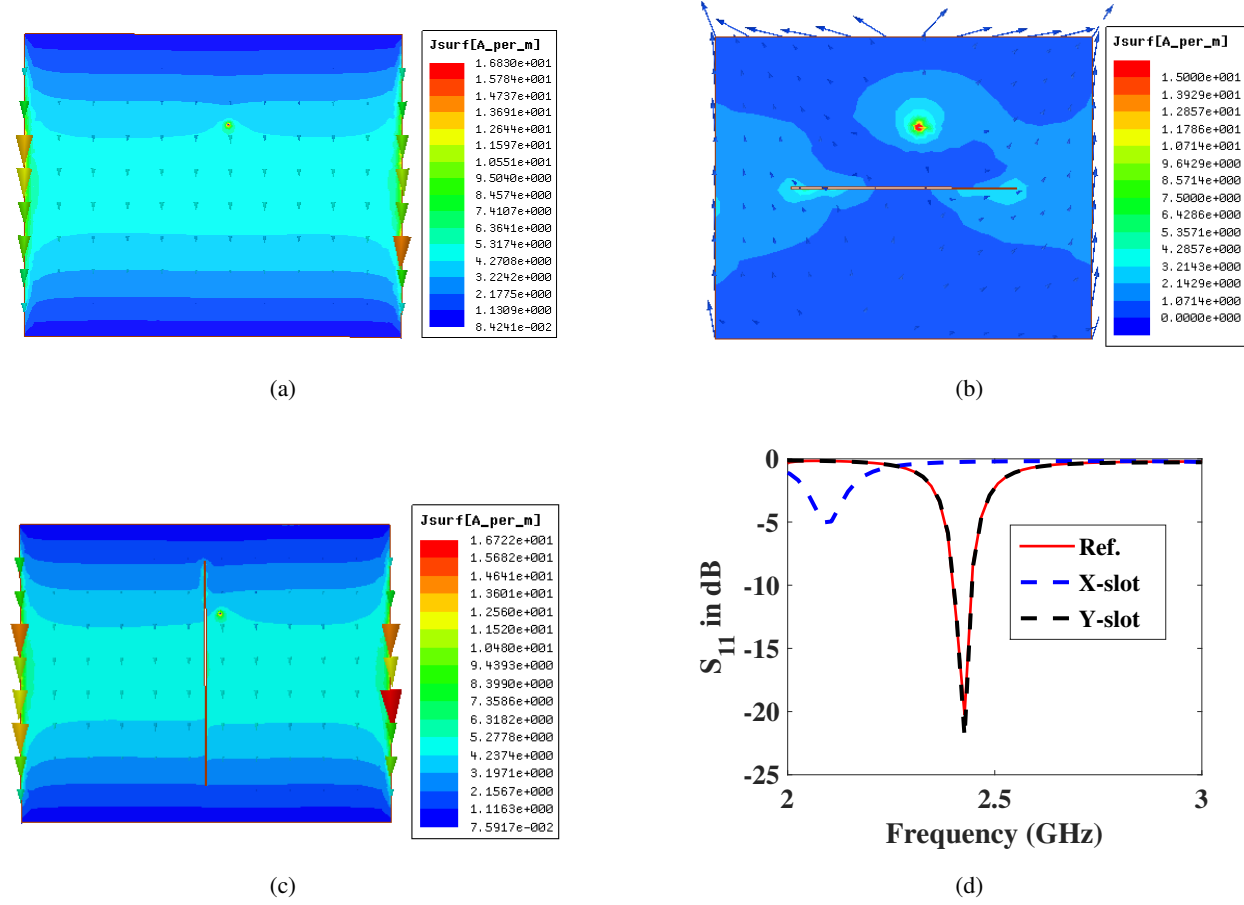 Jsurf[A_per_m]
1.6830e+001
1.5784e+001
1.4737e+001
1.3691e+001
1.2644e+001
1.1597e+001
1.0551e+001
9.5040e+000
8.4574e+000
7.4107e+000
6.3641e+000
5.3174e+000
4.2708e+000
3.2242e+000
2.1775e+000
1.1309e+000
8.4241e-002
(a)
Jsurf[A_per_m]
1.5000e+001
1.3929e+001
1.2857e+001
1.1786e+001
1.0714e+001
9.6429e+000
8.5714e+000
7.5000e+000
6.4286e+000
5.3571e+000
4.2857e+000
3.2143e+000
2.1429e+000
1.0714e+000
0.0000e+000
(b)
Jsurf[A_per_m]
1.6722e+001
1.5682e+001
1.4641e+001
1.3601e+001
1.2560e+001
1.1520e+001
1.0480e+001
9.4393e+000
8.3990e+000
7.3586e+000
6.3182e+000
5.2778e+000
4.2374e+000
3.1971e+000
2.1567e+000
1.1163e+000
7.5917e-002
(c)
S11 in dB
0
-5
-10
-15
-20
-25
2
2.5
3
Frequency (GHz)
Ref.
X-slot
Y-slot
(d)